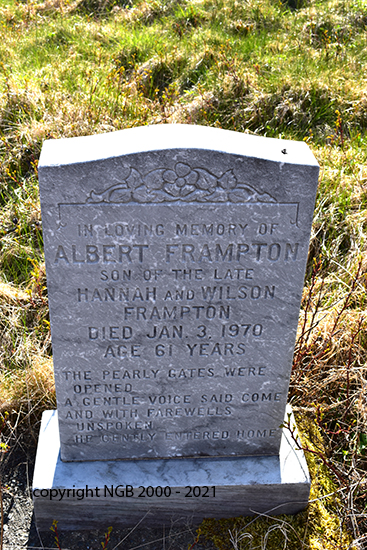 IN LOVING MEMORY OF
ALBERT FRAMPTON
SON OF THE LATE
HANNAH AND WILSON
FRAMPTON
DIED JAN. 3, 1970
AGE 61 YEARS
THE PEARLY GATES WERE
OPENED
A GENTLE VOICE SAID COME
AND WITH FAREWELLS
UNSPOKEN
HE GENTLY ENTERED HOME
copyright NGB 2000 - 2021